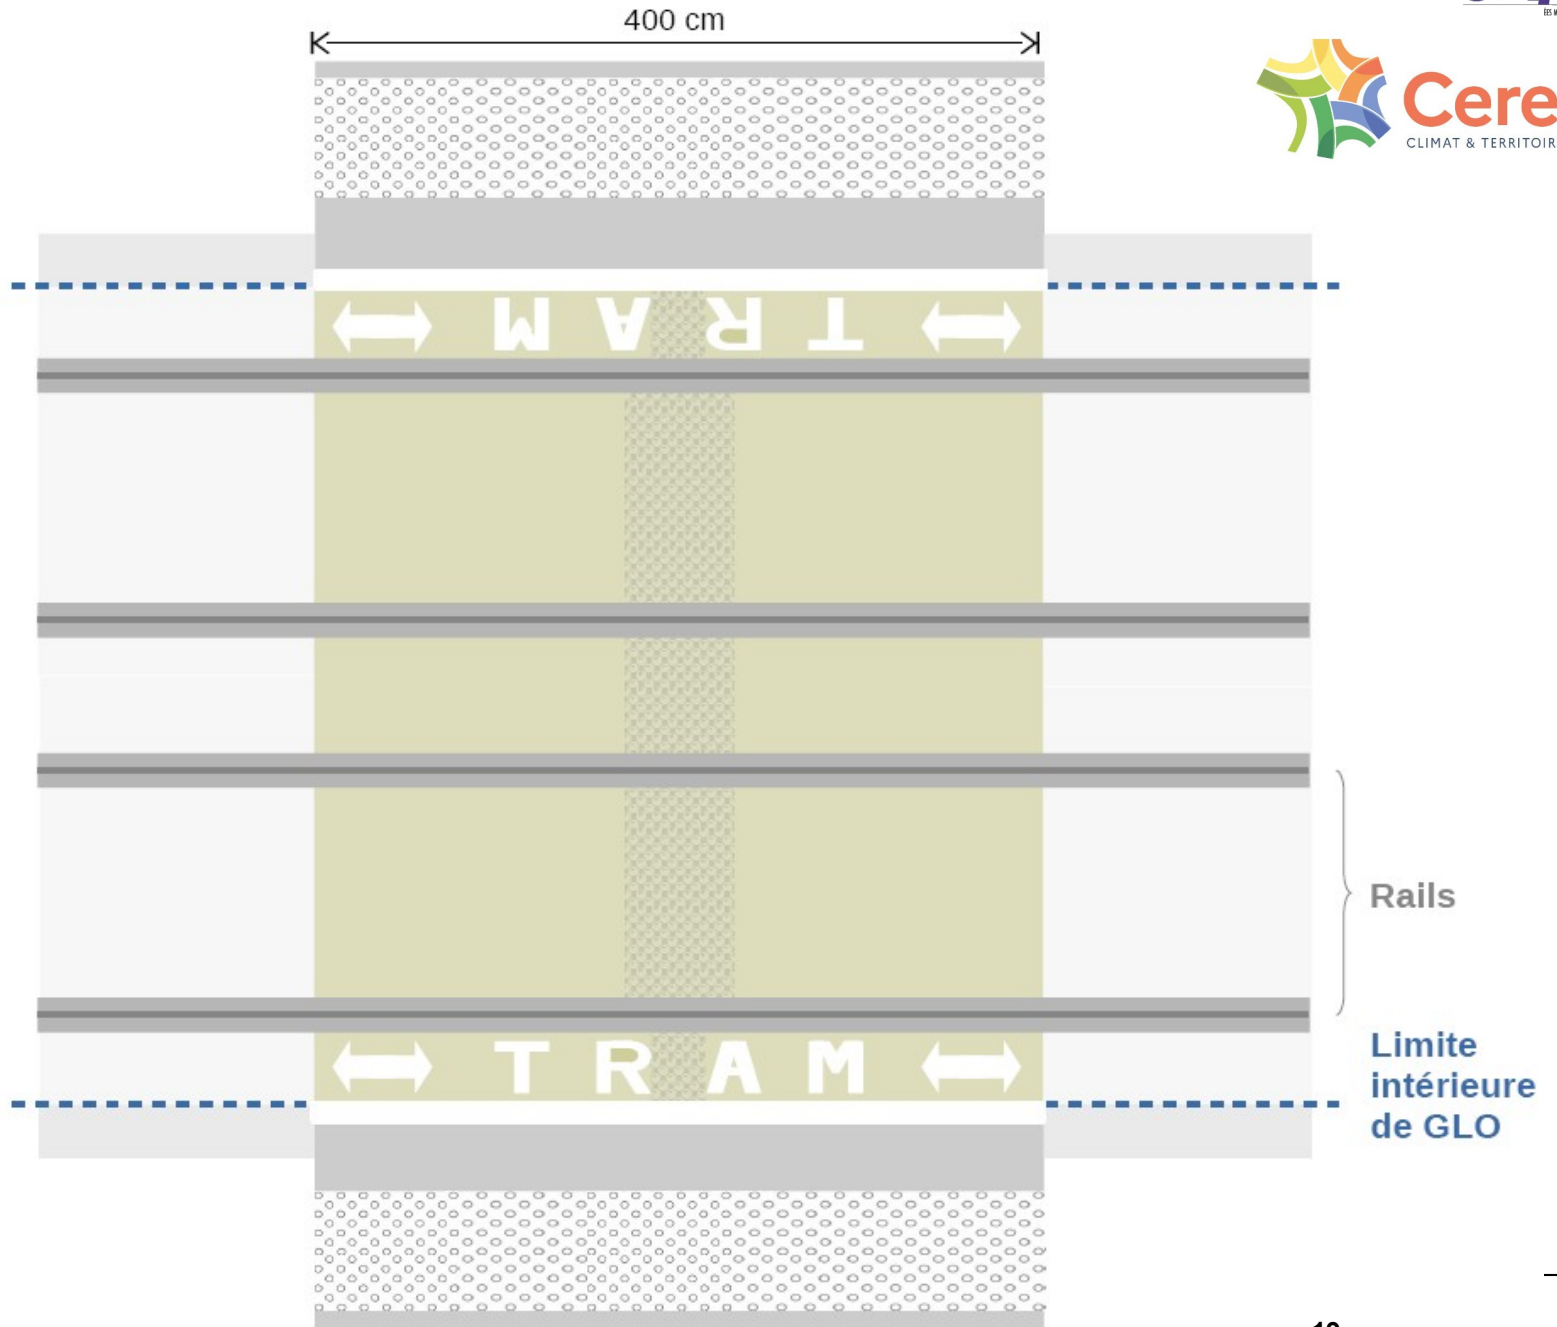 400 cm
Cere
CLIMAT & TERRITOIR
TRAM
Rails
TRAM
Limite
intérieure
de GLO